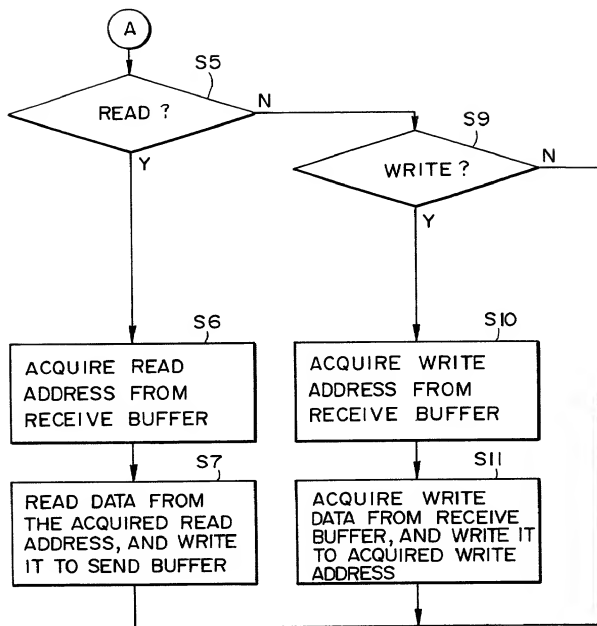 A
S5
READ ?
N
Y
S9
WRITE ?
N
Y
S6
ACQUIRE READ
ADDRESS FROM
RECEIVE BUFFER
S10
ACQUIRE WRITE
ADDRESS FROM
RECEIVE BUFFER
S7
READ DATA FROM
THE ACQUIRED READ
ADDRESS, AND WRITE
IT TO SEND BUFFER
S11
ACQUIRE WRITE
DATA FROM RECEIVE
BUFFER, AND WRITE IT
TO ACQUIRED WRITE
ADDRESS